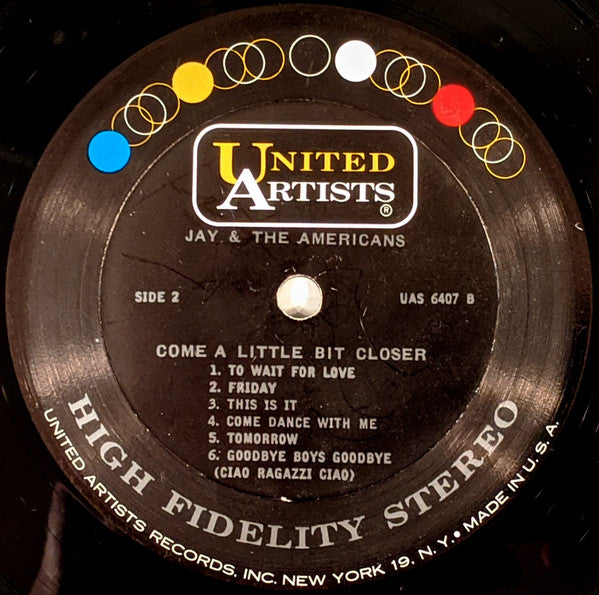 UNITED
ARTISTS
®
JAY & THE AMERICANS
SIDE 2
UAS 6407 B
COME A LITTLE BIT CLOSER
1. TO WAIT FOR LOVE
2. FRIDAY
3. THIS IS IT
4. COME DANCE WITH ME
5. TOMORROW
6. GOODBYE BOYS GOODBYE
(CIAO RAGAZZI CIAO)
HIGH FIDELITY STEREO
UNITED ARTISTS RECORDS, INC. NEW YORK 19, N.Y. • MADE IN U.S.A.